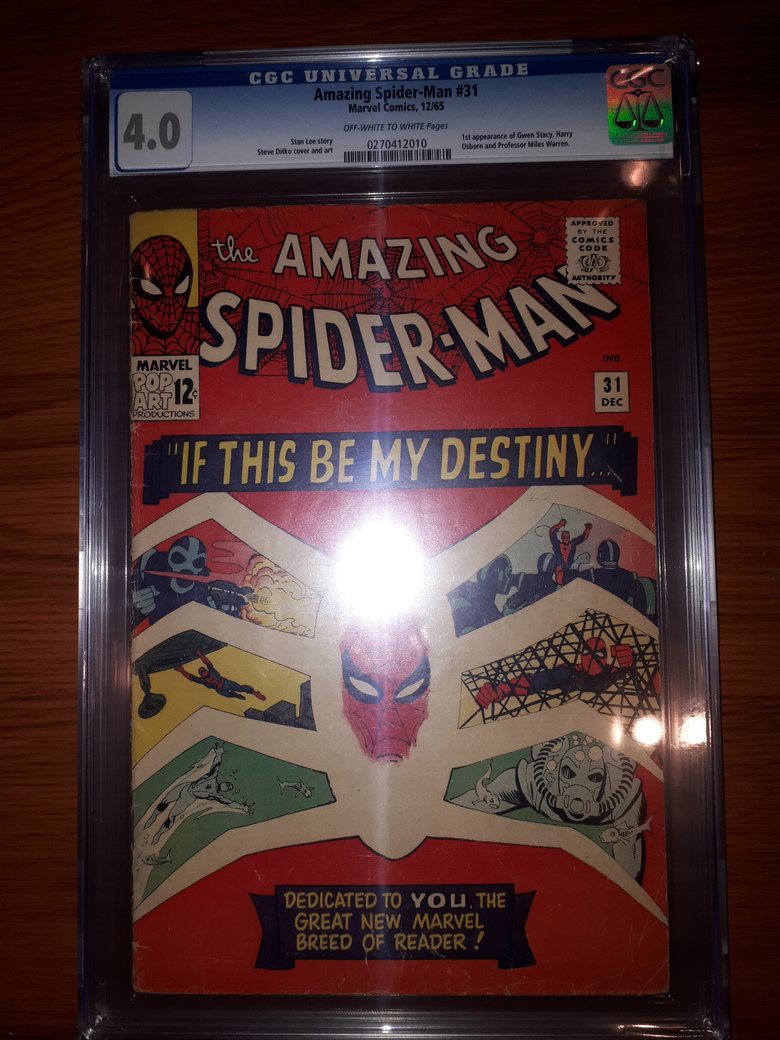 CGC UNIVERSAL GRADE
Amazing Spider-Man #31
Marvel Comics, 12/65
4.0
OFF-WHITE TO WHITE Pages
Stan Lee story
Steve Ditko cover and art
0270412010
1st appearance of Gwen Stacy, Harry
Osborn and Professor Miles Warren.
CGC
the AMAZING
SPIDER-MAN
APPROVED
BY THE
COMICS
CODE
CA
AUTHORITY
MARVEL
POP
ART
12¢
PRODUCTIONS
IND.
31
DEC
"IF THIS BE MY DESTINY..."
DEDICATED TO YOU, THE
GREAT NEW MARVEL
BREED OF READER!